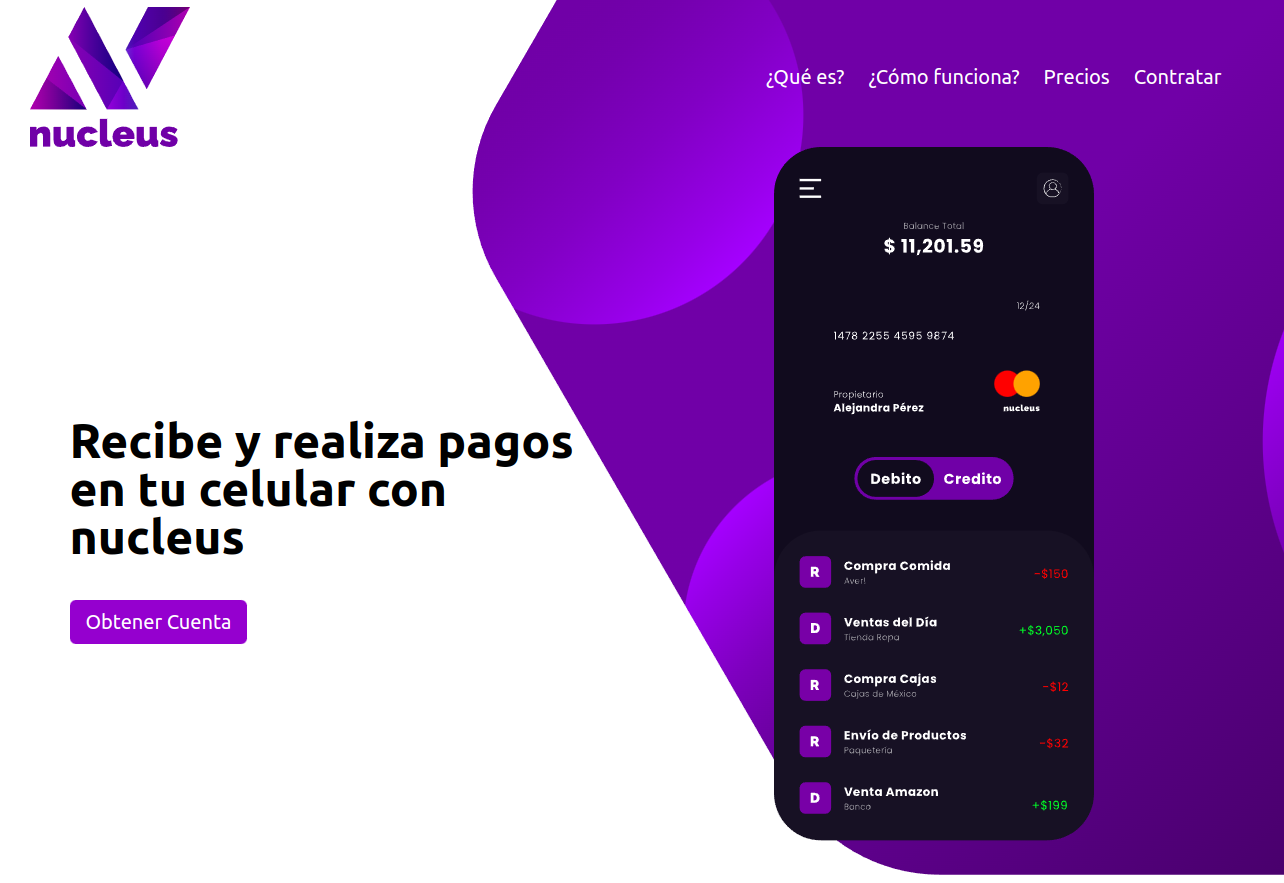 nucleus
¿Qué es? ¿Cómo funciona? Precios Contratar
Recibe y realiza pagos
en tu celular con
nucleus
Obtener Cuenta
Balance Total
$ 11,201.59
12/24
1478 2255 4595 9874
Propietario
Alejandra Pérez
nucleus
Debito Credito
R Compra Comida -$150
Aver!
D Ventas del Día +$3,050
Tienda Ropa
R Compra Cajas -$12
Cajas de México
R Envío de Productos -$32
Paquetería
D Venta Amazon +$199
Banco